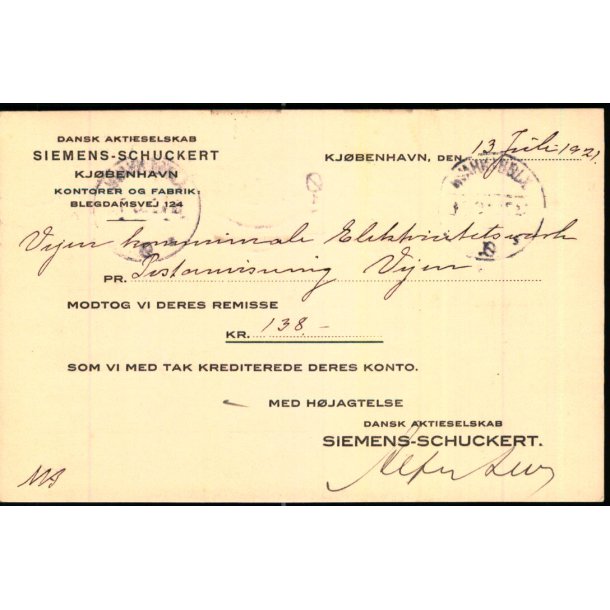 DANSK AKTIESELSKAB
SIEMENS-SCHUCKERT
KJØBENHAVN
KONTORER OG FABRIK:
BLEGDAMSVEJ 124
KJØBENHAVN, DEN 13 Juli 1921
Vejen kommunale Elektricitetsværk
PR. Postanvisning Vejen
MODTOG VI DERES REMISSE
KR. 138,-
SOM VI MED TAK KREDITEREDE DERES KONTO.
MED HØJAGTELSE
DANSK AKTIESELSKAB
SIEMENS-SCHUCKERT.